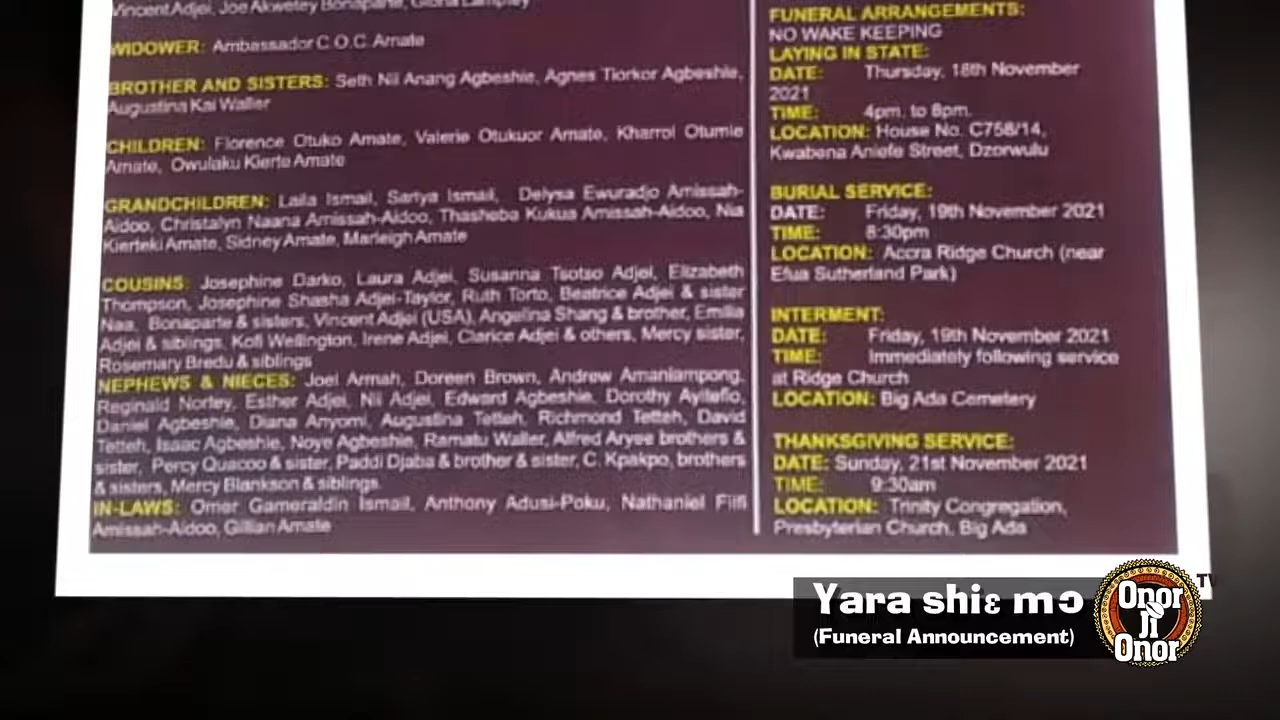 Vincent Adjei, Joe Akwetey Bonaparte, Gloria Lamptey
WIDOWER: Ambassador C.O.C. Amate
BROTHER AND SISTERS: Seth Nii Anang Agbeshie, Agnes Tiorkor Agbeshie,
Augustina Kai Waller
CHILDREN: Florence Otuko Amate, Valerie Otukuor Amate, Kharrol Otumie
Amate, Owulaku Kierte Amate
GRANDCHILDREN: Laila Ismail, Sariya Ismail, Delysa Ewuradjo Amissah-
Aidoo, Christalyn Naana Amissah-Aidoo, Thasheba Kukua Amissah-Aidoo, Nia
Kierteki Amate, Sidney Amate, Marleigh Amate
COUSINS: Josephine Darko, Laura Adjei, Susanna Tsotso Adjei, Elizabeth
Thompson, Josephine Shasha Adjei-Taylor, Ruth Torto, Beatrice Adjei & sister
Naa, Bonaparte & sisters, Vincent Adjei (USA), Angelina Shang & brother, Emilia
Adjei & siblings, Kofi Wellington, Irene Adjei, Clarice Adjei & others, Mercy sister,
Rosemary Bredu & siblings
NEPHEWS & NIECES: Joel Armah, Doreen Brown, Andrew Amaniampong,
Reginald Nortey, Esther Adjei, Nii Adjei, Edward Agbeshie, Dorothy Ayiteflo,
Daniel Agbeshie, Diana Anyomi, Augustina Tetteh, Richmond Tetteh, David
Tetteh, Isaac Agbeshie, Noye Agbeshie, Ramatu Waller, Alfred Aryee brothers &
sister, Percy Quacoo & sister, Paddi Djaba & brother & sister, C. Kpakpo, brothers
& sisters, Mercy Blankson & siblings
IN-LAWS: Omer Gameraldin Ismail, Anthony Adusi-Poku, Nathaniel Fiifi
Amissah-Aidoo, Gillian Amate
FUNERAL ARRANGEMENTS:
NO WAKE KEEPING
LAYING IN STATE:
DATE: Thursday, 18th November
2021
TIME: 4pm. to 8pm.
LOCATION: House No. C758/14,
Kwabena Aniefe Street, Dzorwulu
BURIAL SERVICE:
DATE: Friday, 19th November 2021
TIME: 8:30pm
LOCATION: Accra Ridge Church (near
Efua Sutherland Park)
INTERMENT:
DATE: Friday, 19th November 2021
TIME: Immediately following service
at Ridge Church
LOCATION: Big Ada Cemetery
THANKSGIVING SERVICE:
DATE: Sunday, 21st November 2021
TIME: 9:30am
LOCATION: Trinity Congregation,
Presbyterian Church, Big Ada
Yara shiɛ mɔ
(Funeral Announcement)
Onor
Ji
Onor
TV